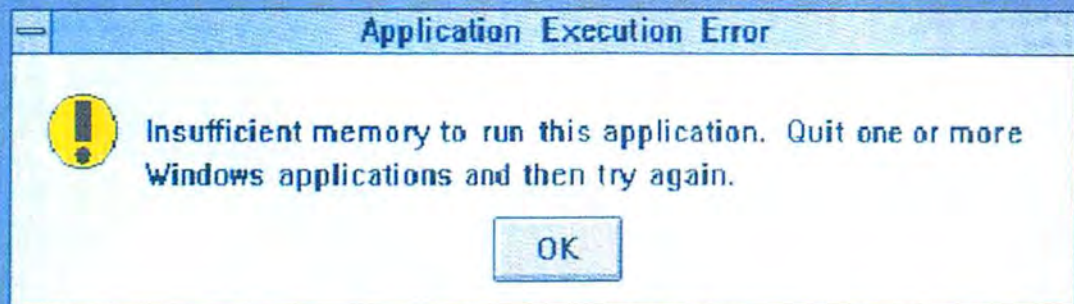 Application Execution Error
Insufficient memory to run this application. Quit one or more
Windows applications and then try again.
OK